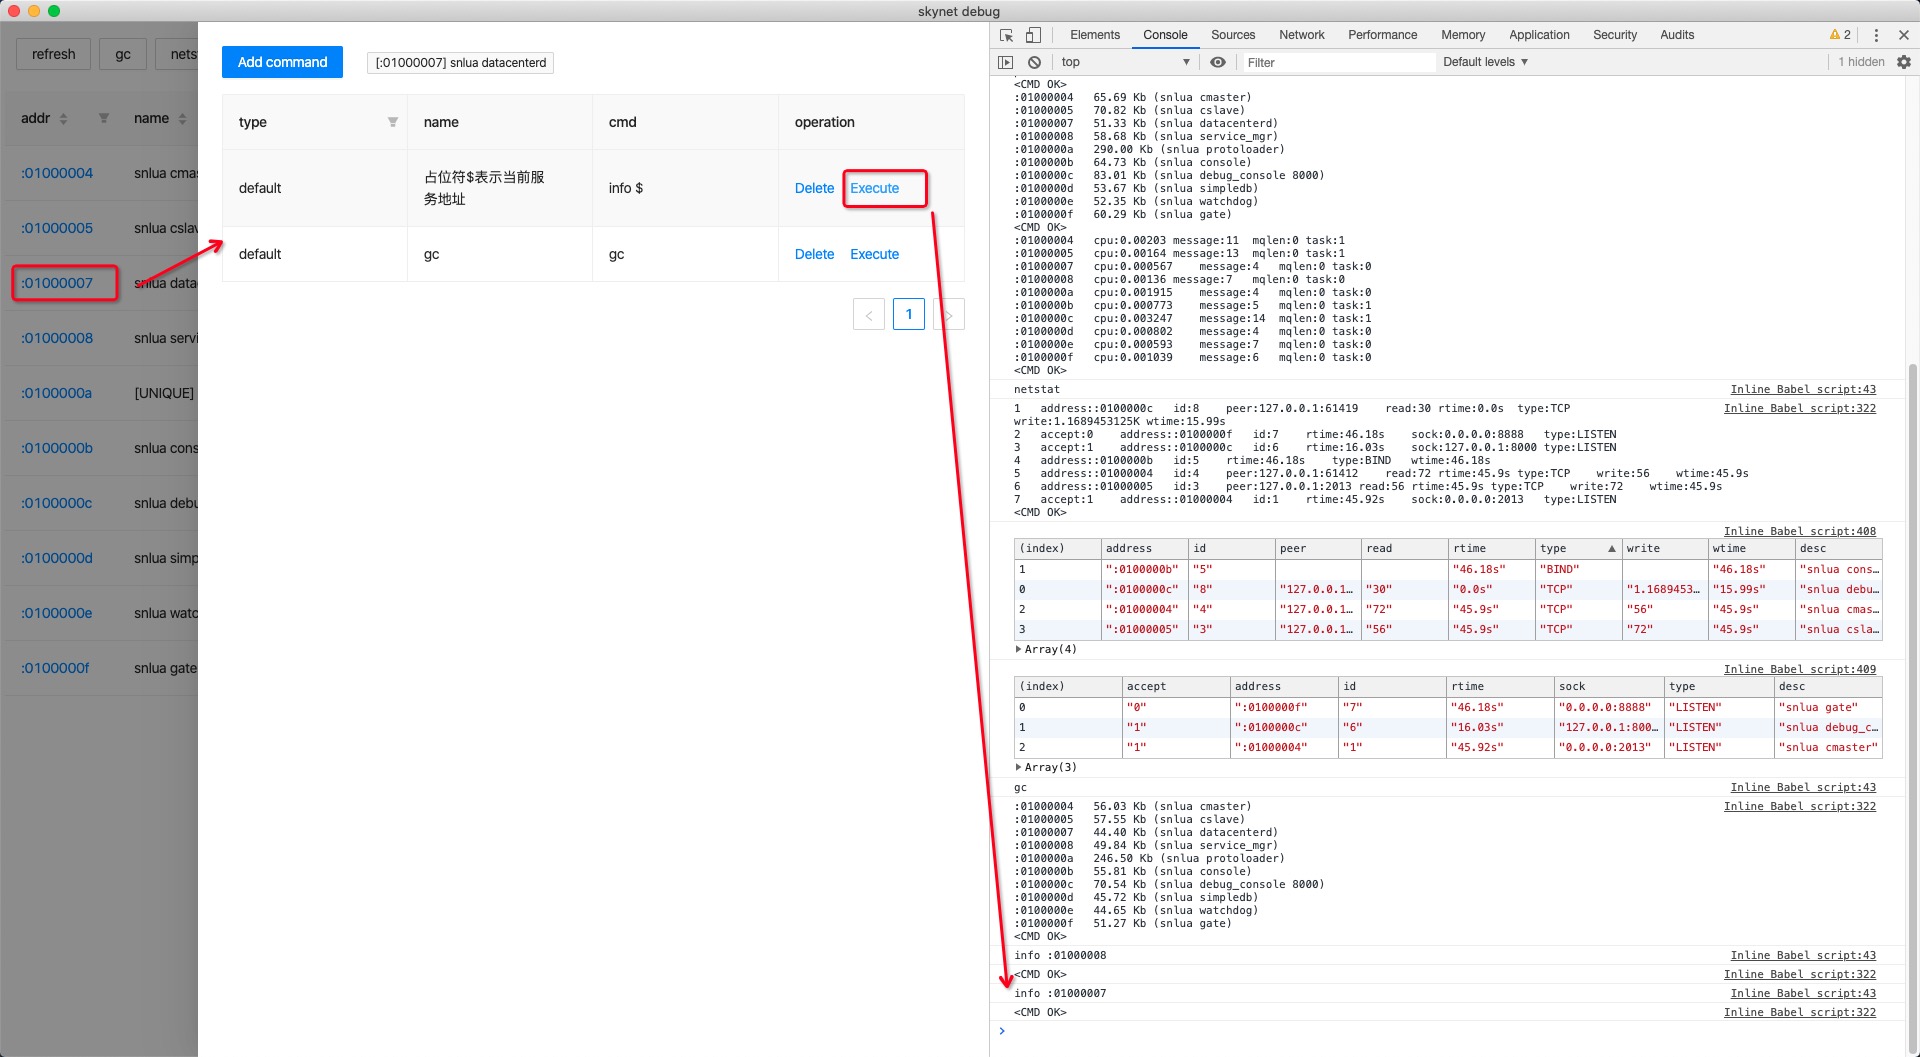 skynet debug
refresh
gc
nets
addr
name
:01000004
snlua cma
:01000005
snlua csla
:01000007
snlua data
:01000008
snlua servi
:0100000a
[UNIQUE]
:0100000b
snlua cons
:0100000c
snlua debu
:0100000d
snlua simp
:0100000e
snlua watc
:0100000f
snlua gate
Add command
[:01000007] snlua datacenterd
type
name
cmd
operation
default
占位符$表示当前服
务地址
info $
Delete
Execute
default
gc
gc
Delete
Execute
<
1
>
Elements
Console
Sources
Network
Performance
Memory
Application
Security
Audits
2
top
Filter
Default levels ▼
1 hidden
<CMD OK>
:01000004 65.69 Kb (snlua cmaster)
:01000005 70.82 Kb (snlua cslave)
:01000007 51.33 Kb (snlua datacenterd)
:01000008 58.68 Kb (snlua service_mgr)
:0100000a 290.00 Kb (snlua protoloader)
:0100000b 64.73 Kb (snlua console)
:0100000c 83.01 Kb (snlua debug_console 8000)
:0100000d 53.67 Kb (snlua simpledb)
:0100000e 52.35 Kb (snlua watchdog)
:0100000f 60.29 Kb (snlua gate)
<CMD OK>
:01000004 cpu:0.00203 message:11 mqlen:0 task:1
:01000005 cpu:0.00164 message:13 mqlen:0 task:1
:01000007 cpu:0.000567 message:4 mqlen:0 task:0
:01000008 cpu:0.00136 message:7 mqlen:0 task:0
:0100000a cpu:0.001915 message:4 mqlen:0 task:0
:0100000b cpu:0.000773 message:5 mqlen:0 task:1
:0100000c cpu:0.003247 message:14 mqlen:0 task:1
:0100000d cpu:0.000802 message:4 mqlen:0 task:0
:0100000e cpu:0.000593 message:7 mqlen:0 task:0
:0100000f cpu:0.001039 message:6 mqlen:0 task:0
<CMD OK>
netstat Inline Babel script:43
1 address::0100000c id:8 peer:127.0.0.1:61419 read:30 rtime:0.0s type:TCP Inline Babel script:322
write:1.1689453125K wtime:15.99s
2 accept:0 address::0100000f id:7 rtime:46.18s sock:0.0.0.0:8888 type:LISTEN
3 accept:1 address::0100000c id:6 rtime:16.03s sock:127.0.0.1:8000 type:LISTEN
4 address::0100000b id:5 rtime:46.18s type:BIND wtime:46.18s
5 address::01000004 id:4 peer:127.0.0.1:61412 read:72 rtime:45.9s type:TCP write:56 wtime:45.9s
6 address::01000005 id:3 peer:127.0.0.1:2013 read:56 rtime:45.9s type:TCP write:72 wtime:45.9s
7 accept:1 address::01000004 id:1 rtime:45.92s sock:0.0.0.0:2013 type:LISTEN
<CMD OK>
Inline Babel script:408
(index) address id peer read rtime type ▲ write wtime desc
1 ":0100000b" "5" "46.18s" "BIND" "46.18s" "snlua cons…
0 ":0100000c" "8" "127.0.0.1… "30" "0.0s" "TCP" "1.1689453… "15.99s" "snlua debu…
2 ":01000004" "4" "127.0.0.1… "72" "45.9s" "TCP" "56" "45.9s" "snlua cmas…
3 ":01000005" "3" "127.0.0.1… "56" "45.9s" "TCP" "72" "45.9s" "snlua csla…
Array(4)
Inline Babel script:409
(index) accept address id rtime sock type desc
0 "0" ":0100000f" "7" "46.18s" "0.0.0.0:8888" "LISTEN" "snlua gate"
1 "1" ":0100000c" "6" "16.03s" "127.0.0.1:800… "LISTEN" "snlua debug_c…
2 "1" ":01000004" "1" "45.92s" "0.0.0.0:2013" "LISTEN" "snlua cmaster"
Array(3)
gc Inline Babel script:43
:01000004 56.03 Kb (snlua cmaster) Inline Babel script:322
:01000005 57.55 Kb (snlua cslave)
:01000007 44.40 Kb (snlua datacenterd)
:01000008 49.84 Kb (snlua service_mgr)
:0100000a 246.50 Kb (snlua protoloader)
:0100000b 55.81 Kb (snlua console)
:0100000c 70.54 Kb (snlua debug_console 8000)
:0100000d 45.72 Kb (snlua simpledb)
:0100000e 44.65 Kb (snlua watchdog)
:0100000f 51.27 Kb (snlua gate)
<CMD OK>
info :01000008 Inline Babel script:43
<CMD OK> Inline Babel script:322
info :01000007 Inline Babel script:43
<CMD OK> Inline Babel script:322